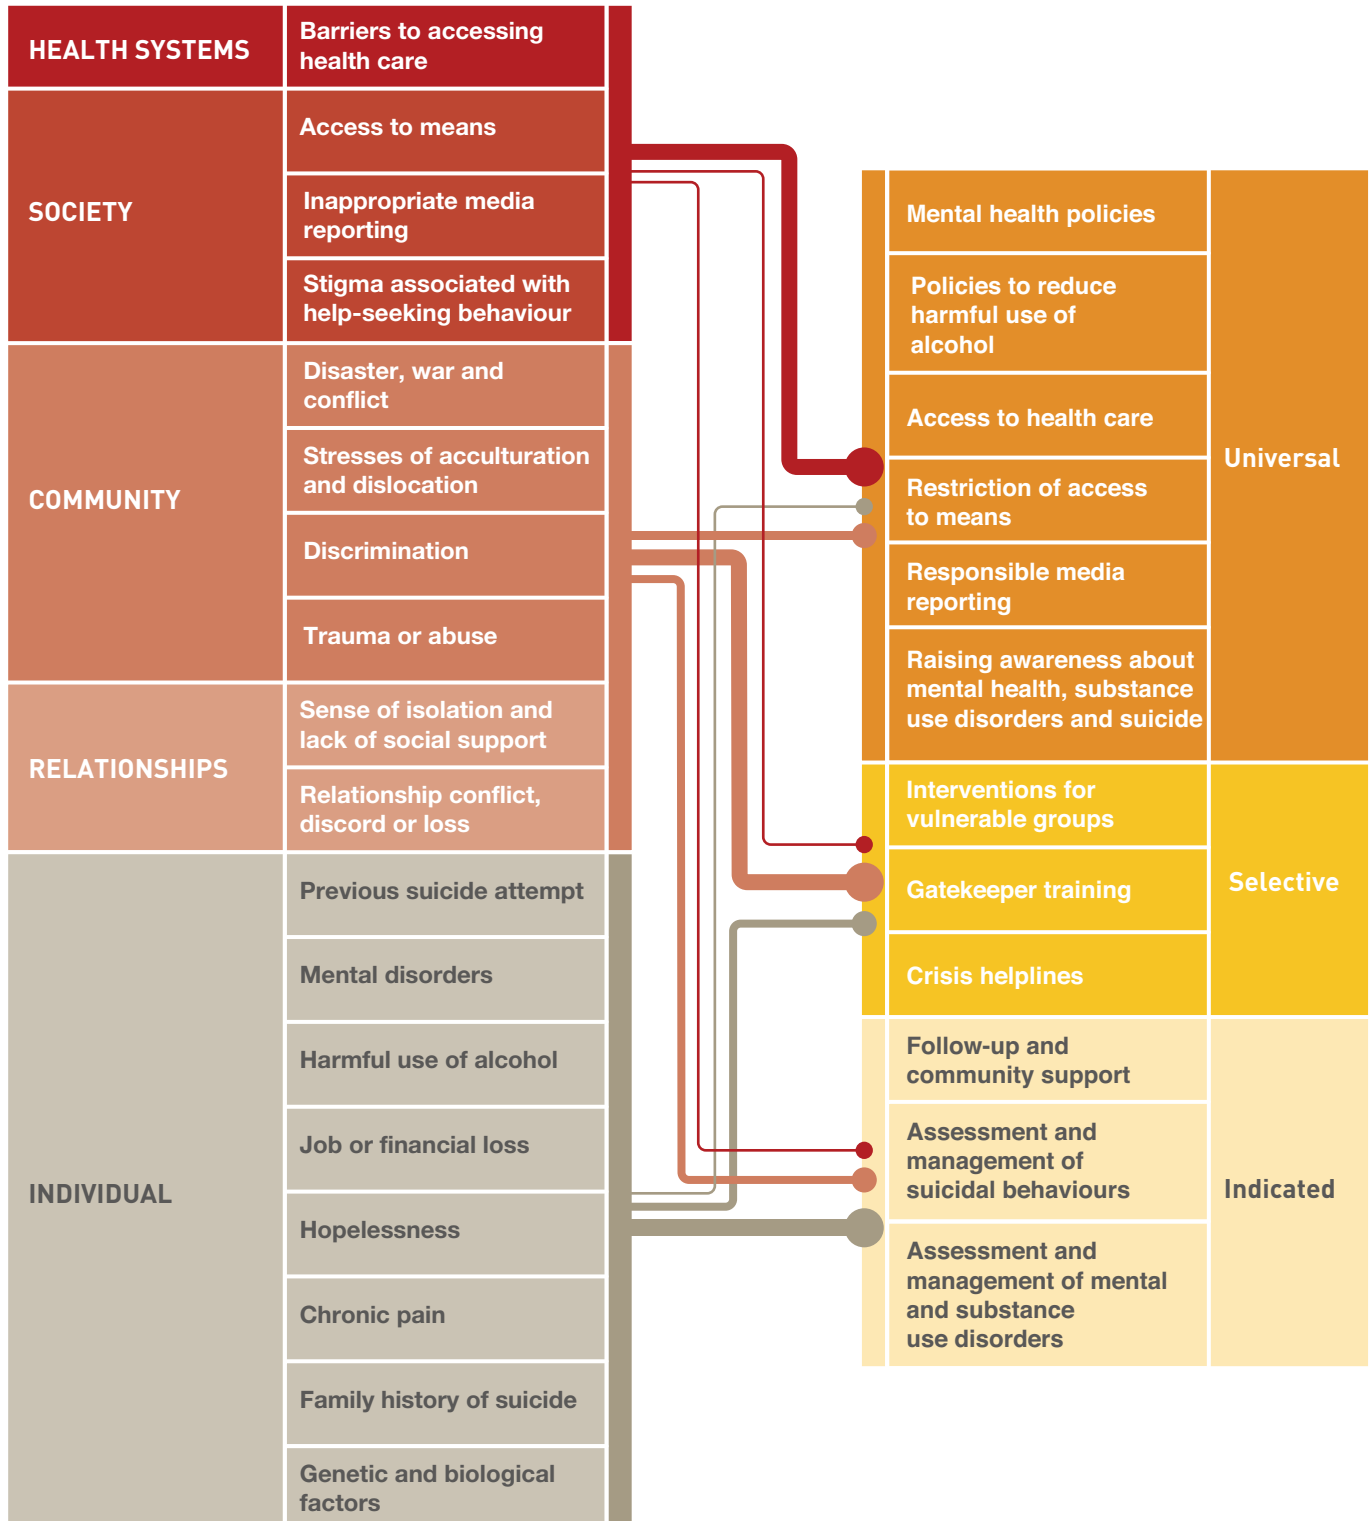 HEALTH SYSTEMS
Barriers to accessing
health care
SOCIETY
Access to means
Inappropriate media
reporting
Stigma associated with
help-seeking behaviour
COMMUNITY
Disaster, war and
conflict
Stresses of acculturation
and dislocation
Discrimination
Trauma or abuse
RELATIONSHIPS
Sense of isolation and
lack of social support
Relationship conflict,
discord or loss
INDIVIDUAL
Previous suicide attempt
Mental disorders
Harmful use of alcohol
Job or financial loss
Hopelessness
Chronic pain
Family history of suicide
Genetic and biological
factors
Mental health policies
Policies to reduce
harmful use of
alcohol
Access to health care
Restriction of access
to means
Responsible media
reporting
Raising awareness about
mental health, substance
use disorders and suicide
Universal
Interventions for
vulnerable groups
Gatekeeper training
Crisis helplines
Selective
Follow-up and
community support
Assessment and
management of
suicidal behaviours
Assessment and
management of mental
and substance
use disorders
Indicated